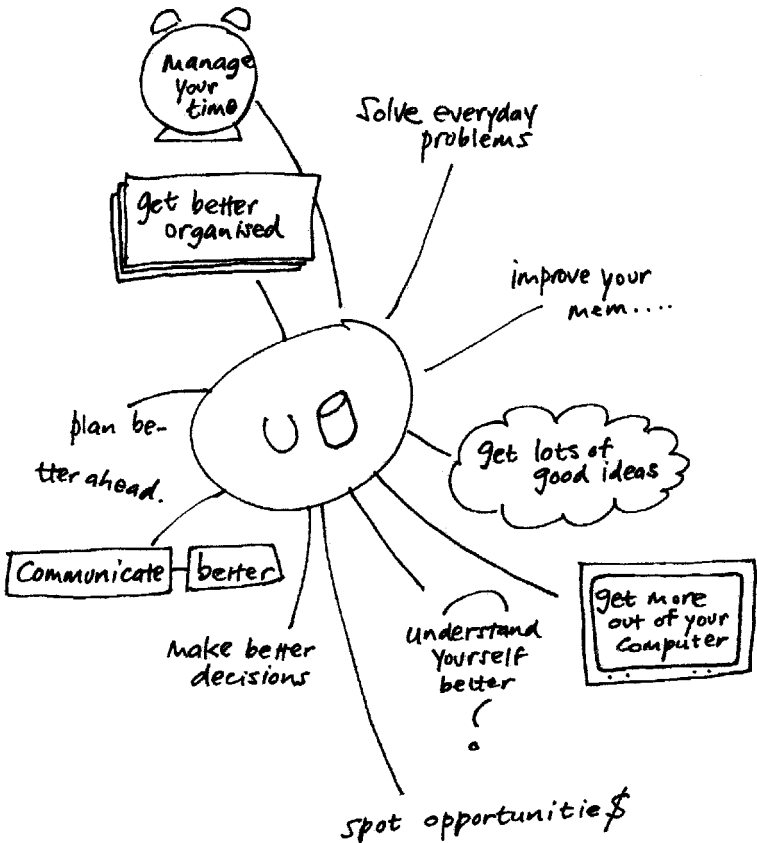 Manage
your
time
Solve everyday
problems
get better
organised
improve your
mem....
plan be-
tter ahead.
get lots of
good ideas
Communicate better
get more
out of your
Computer
understand
yourself
better
?
make better
decisions
spot opportunitie$